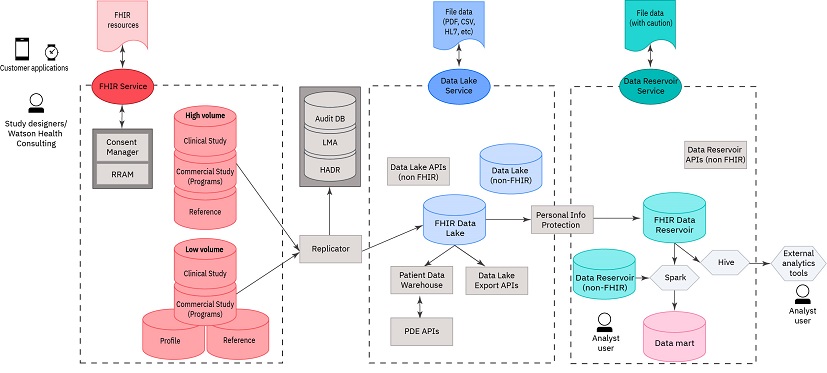 FHIR
resources
File data
(PDF, CSV,
HL7, etc)
File data
(with caution)
Customer applications
FHIR Service
Data Lake
Service
Data Reservoir
Service
Study designers/
Watson Health
Consulting
Consent
Manager
RRAM
High volume
Clinical Study
Commercial Study
(Programs)
Reference
Audit DB
LMA
HADR
Data Lake APIs
(non FHIR)
Data Lake
(non-FHIR)
Data Reservoir
APIs (non FHIR)
Low volume
Clinical Study
Commercial Study
(Programs)
Profile
Reference
Replicator
FHIR Data
Lake
Personal Info
Protection
FHIR Data
Reservoir
Patient Data
Warehouse
Data Lake
Export APIs
PDE APIs
Data Reservoir
(non-FHIR)
Spark
Hive
External
analytics
tools
Analyst
user
Analyst
user
Data mart